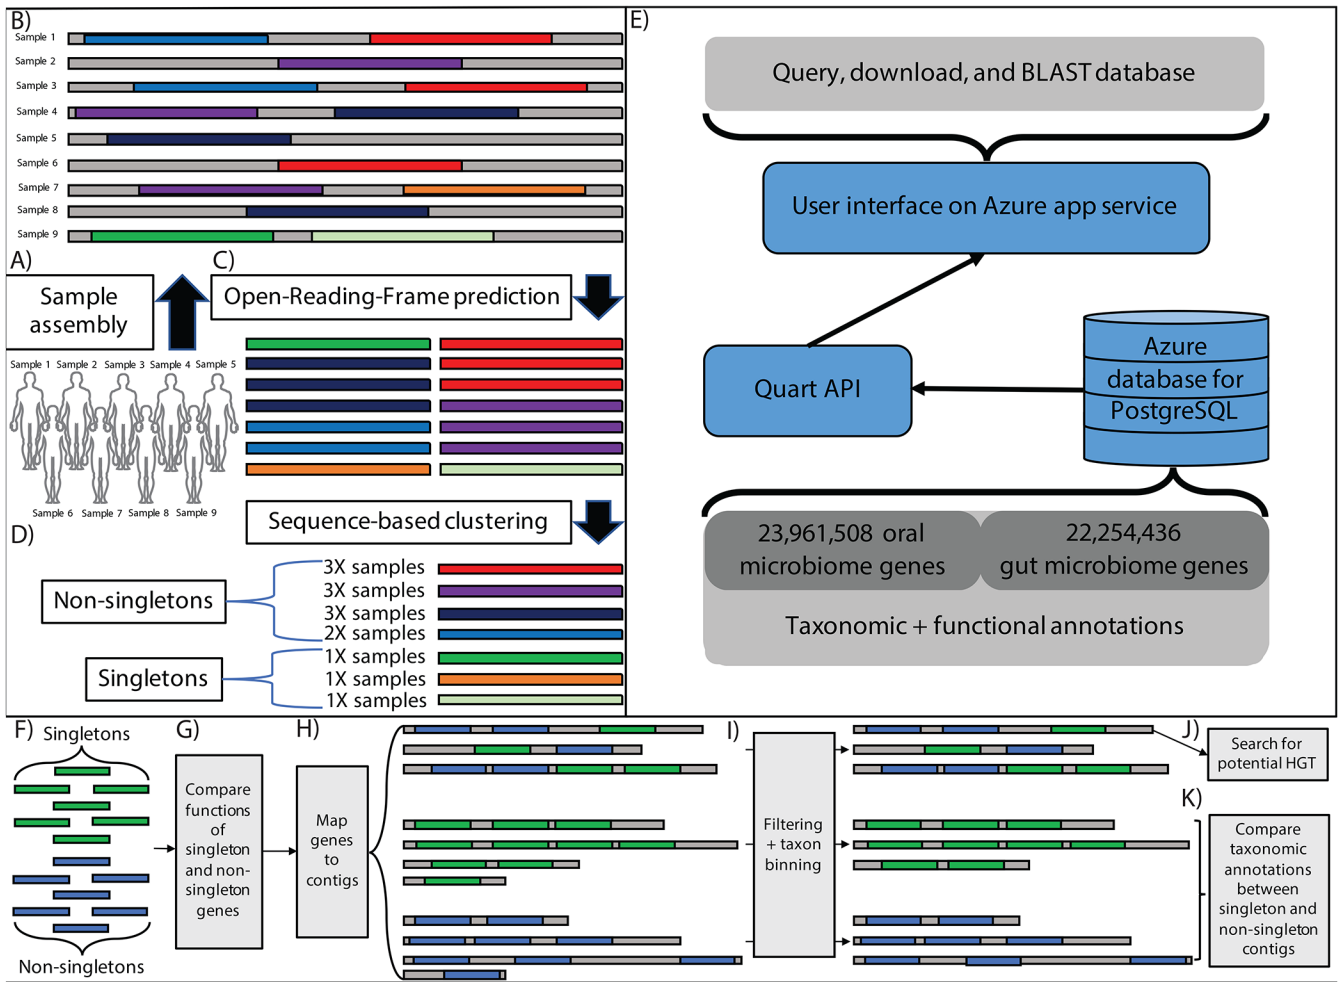 B)
Sample 1
Sample 2
Sample 3
Sample 4
Sample 5
Sample 6
Sample 7
Sample 8
Sample 9
A)
Sample
assembly
C)
Open-Reading-Frame prediction
Sample 1 Sample 2 Sample 3 Sample 4 Sample 5
Sample 6 Sample 7 Sample 8 Sample 9
Sequence-based clustering
D)
Non-singletons
3X samples
3X samples
3X samples
2X samples
Singletons
1X samples
1X samples
1X samples
E)
Query, download, and BLAST database
User interface on Azure app service
Quart API
Azure
database for
PostgreSQL
23,961,508 oral
microbiome genes
22,254,436
gut microbiome genes
Taxonomic + functional annotations
F)
Singletons
Non-singletons
G)
Compare
functions
of
singleton
and non-
singleton
genes
H)
Map
genes
to
contigs
I)
Filtering
+ taxon
binning
J)
Search for
potential HGT
K)
Compare
taxonomic
annotations
between
singleton and
non-singleton
contigs